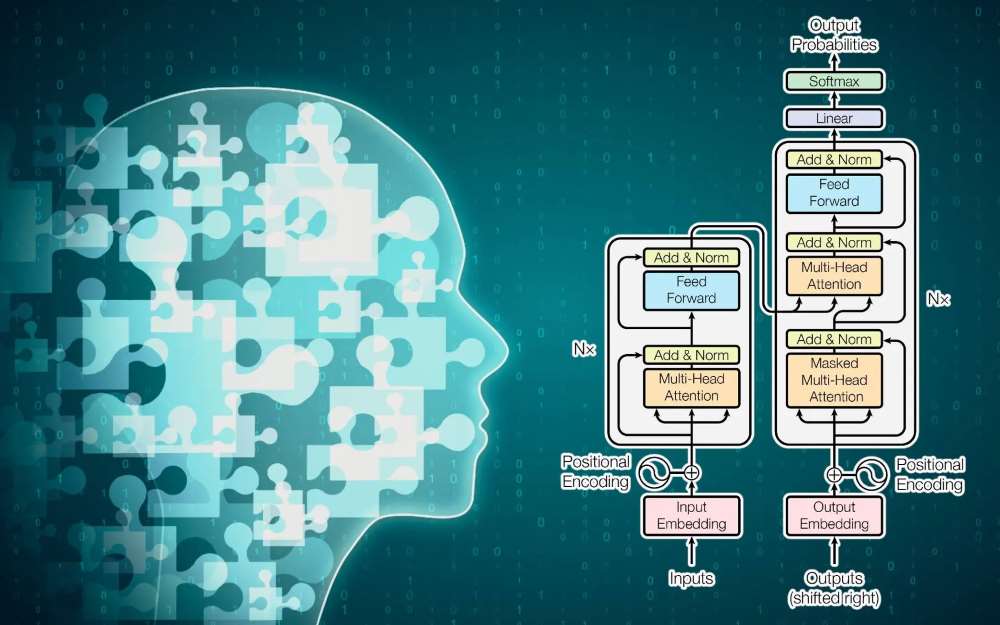 Output
Probabilities
Softmax
Linear
Add & Norm
Feed
Forward
Add & Norm
Multi-Head
Attention
Nx
Add & Norm
Masked
Multi-Head
Attention
Add & Norm
Feed
Forward
Nx
Add & Norm
Multi-Head
Attention
Positional
Encoding
Positional
Encoding
Input
Embedding
Output
Embedding
Inputs
Outputs
(shifted right)